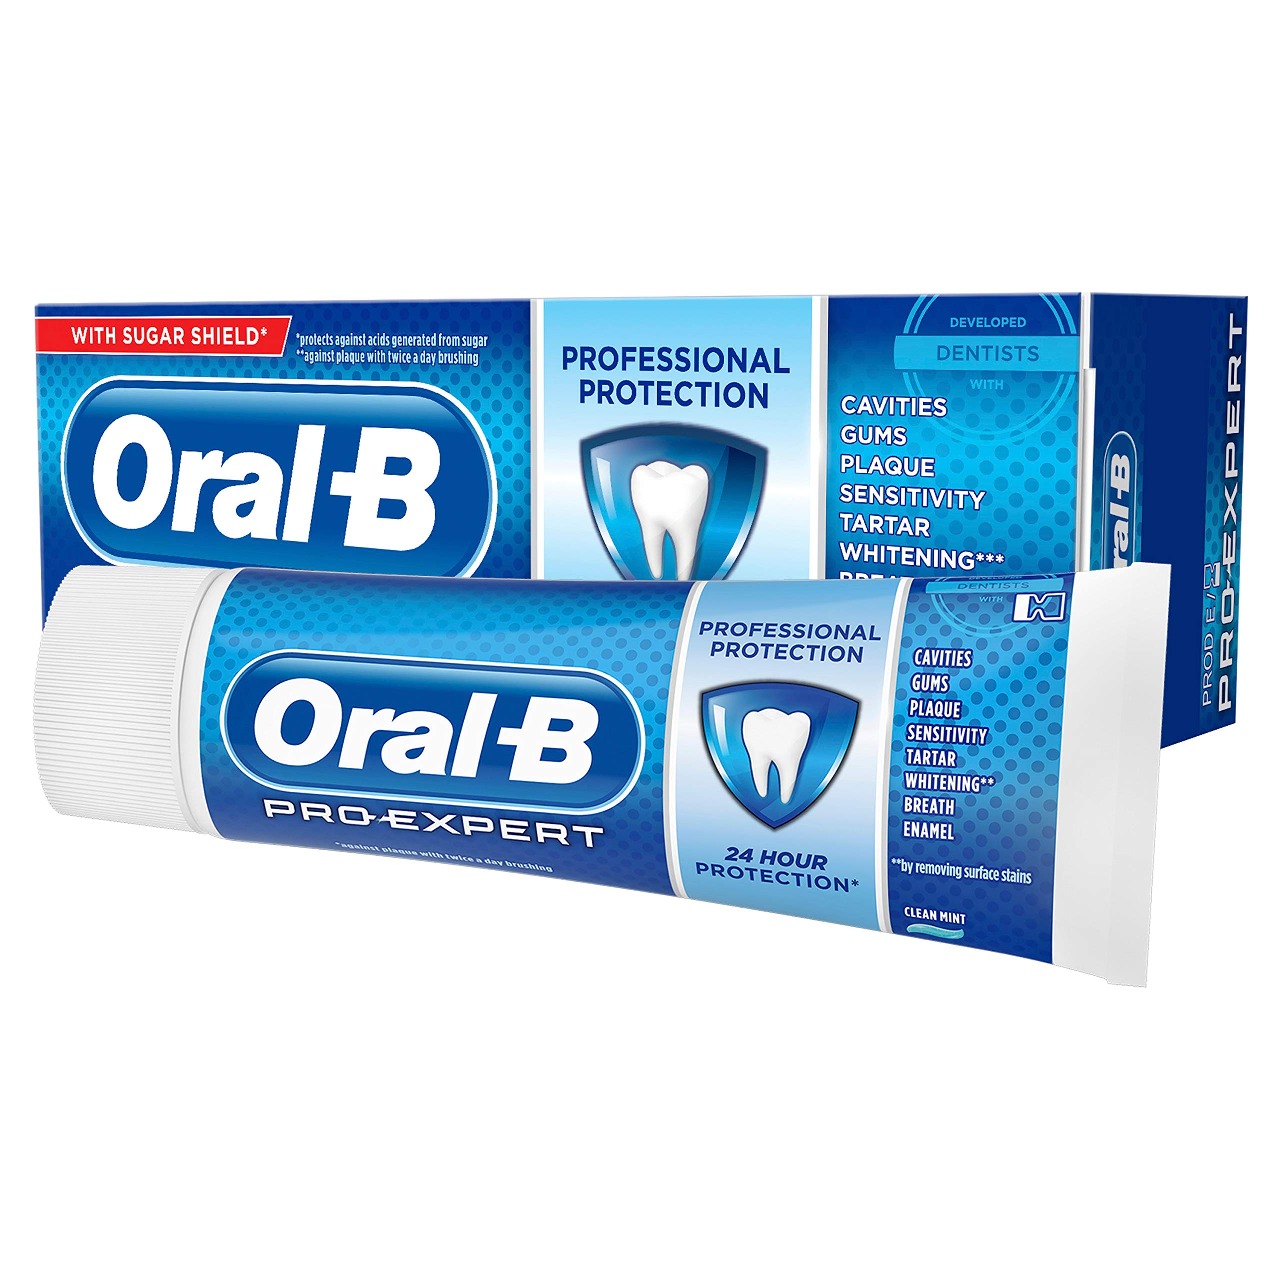 WITH SUGAR SHIELD*
*protects against acids generated from sugar
**against plaque with twice a day brushing
Oral-B
PROFESSIONAL
PROTECTION
DEVELOPED
DENTISTS
WITH
CAVITIES
GUMS
PLAQUE
SENSITIVITY
TARTAR
WHITENING***
PRO-EXPERT
Oral-B
PRO-EXPERT
*against plaque with twice a day brushing
PROFESSIONAL
PROTECTION
24 HOUR
PROTECTION*
DENTISTS
WITH
CAVITIES
GUMS
PLAQUE
SENSITIVITY
TARTAR
WHITENING**
BREATH
ENAMEL
**by removing surface stains
CLEAN MINT